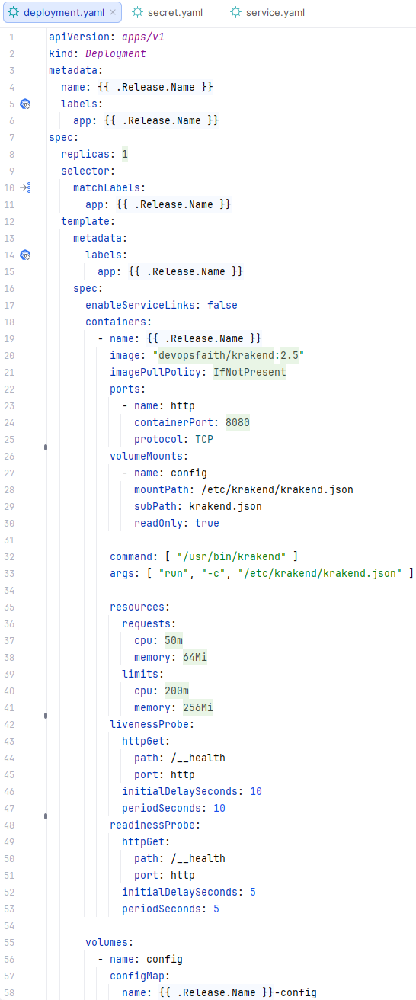 deployment.yaml × secret.yaml service.yaml
1 apiVersion: apps/v1
2 kind: Deployment
3 metadata:
4   name: {{ .Release.Name }}
5   labels:
6     app: {{ .Release.Name }}
7 spec:
8   replicas: 1
9   selector:
10     matchLabels:
11       app: {{ .Release.Name }}
12   template:
13     metadata:
14       labels:
15         app: {{ .Release.Name }}
16     spec:
17       enableServiceLinks: false
18       containers:
19         - name: {{ .Release.Name }}
20           image: "devopsfaith/krakend:2.5"
21           imagePullPolicy: IfNotPresent
22           ports:
23             - name: http
24               containerPort: 8080
25               protocol: TCP
26           volumeMounts:
27             - name: config
28               mountPath: /etc/krakend/krakend.json
29               subPath: krakend.json
30               readOnly: true
31
32           command: [ "/usr/bin/krakend" ]
33           args: [ "run", "-c", "/etc/krakend/krakend.json" ]
34
35           resources:
36             requests:
37               cpu: 50m
38               memory: 64Mi
39             limits:
40               cpu: 200m
41               memory: 256Mi
42           livenessProbe:
43             httpGet:
44               path: /__health
45               port: http
46             initialDelaySeconds: 10
47             periodSeconds: 10
48           readinessProbe:
49             httpGet:
50               path: /__health
51               port: http
52             initialDelaySeconds: 5
53             periodSeconds: 5
54
55       volumes:
56         - name: config
57           configMap:
58             name: {{ .Release.Name }}-config